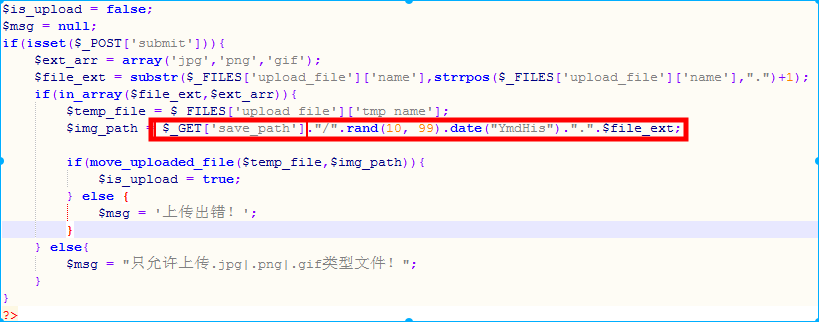 $is_upload = false;
$msg = null;
if(isset($_POST['submit'])){
$ext_arr = array('jpg','png','gif');
$file_ext = substr($_FILES['upload_file']['name'],strrpos($_FILES['upload_file']['name'],".")+1);
if(in_array($file_ext,$ext_arr)){
$temp_file = $_FILES['upload_file']['tmp_name'];
$img_path = $_GET['save_path']."/".rand(10, 99).date("YmdHis").".".$file_ext;
if(move_uploaded_file($temp_file,$img_path)){
$is_upload = true;
} else {
$msg = '上传出错！';
}
} else{
$msg = "只允许上传.jpg|.png|.gif类型文件！";
}
}
?>